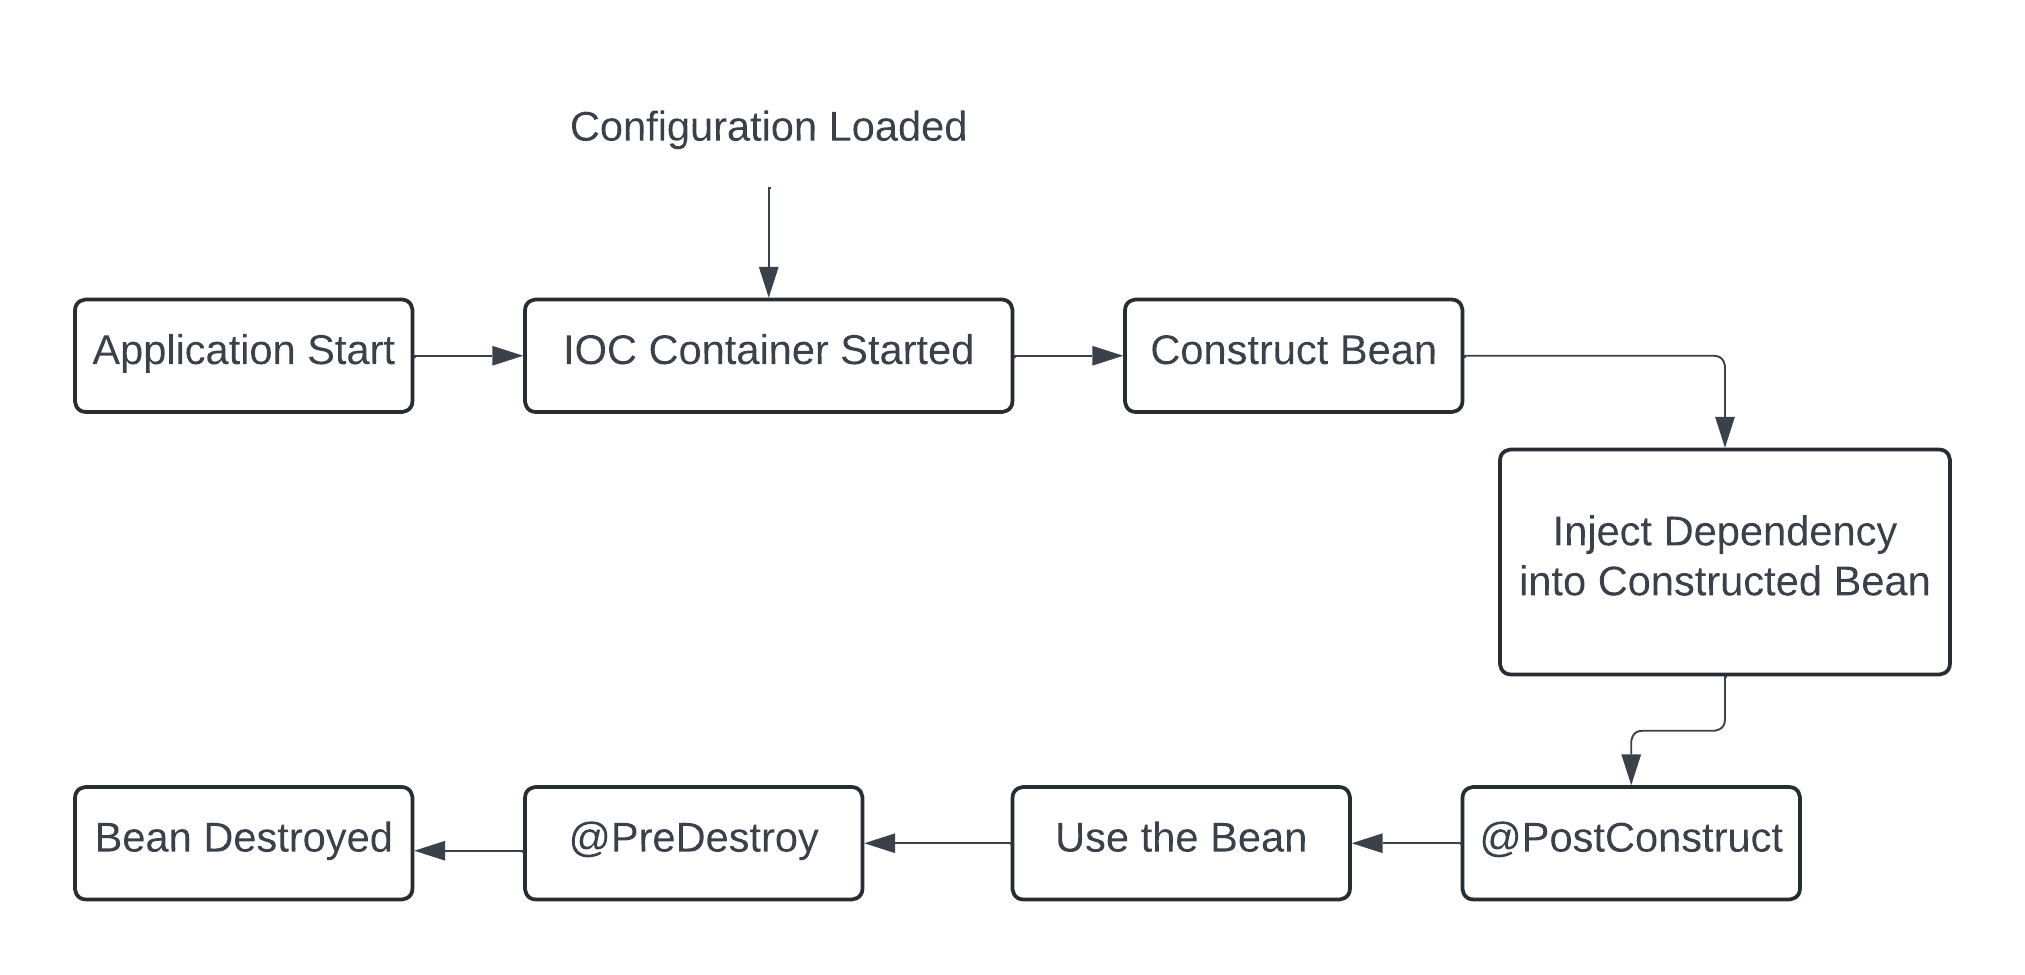 Configuration Loaded
Application Start
IOC Container Started
Construct Bean
Inject Dependency
into Constructed Bean
@PostConstruct
Use the Bean
@PreDestroy
Bean Destroyed